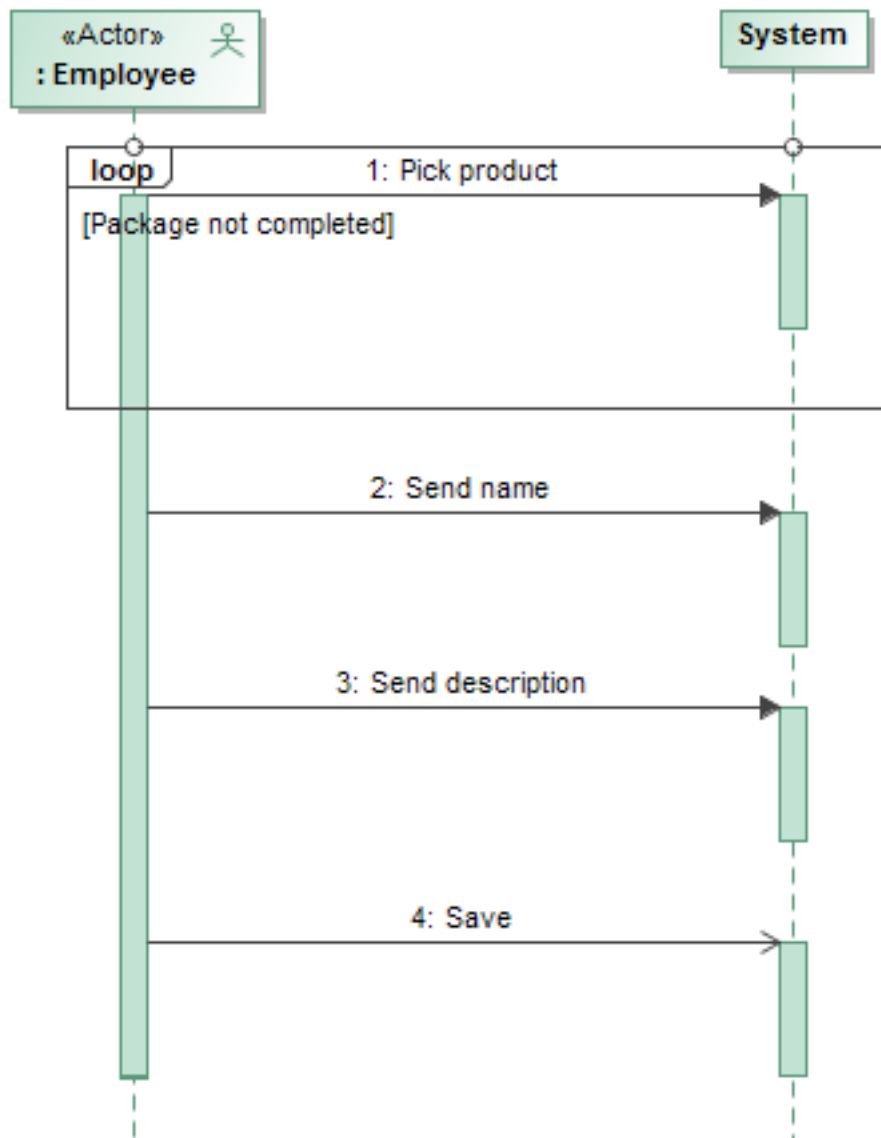 «Actor»
: Employee
System
loop
1: Pick product
[Package not completed]
2: Send name
3: Send description
4: Save